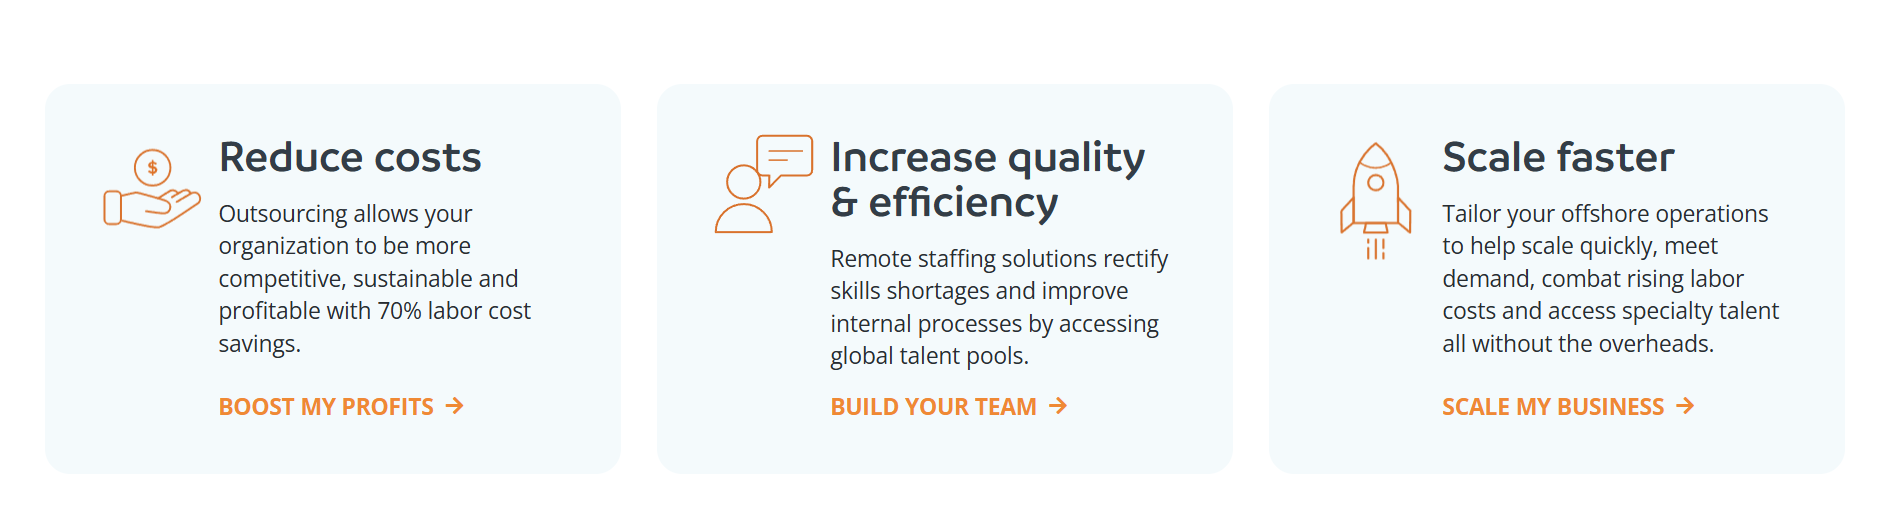 $
Reduce costs
Outsourcing allows your
organization to be more
competitive, sustainable and
profitable with 70% labor cost
savings.
BOOST MY PROFITS →
Increase quality
& efficiency
Remote staffing solutions rectify
skills shortages and improve
internal processes by accessing
global talent pools.
BUILD YOUR TEAM →
Scale faster
Tailor your offshore operations
to help scale quickly, meet
demand, combat rising labor
costs and access specialty talent
all without the overheads.
SCALE MY BUSINESS →